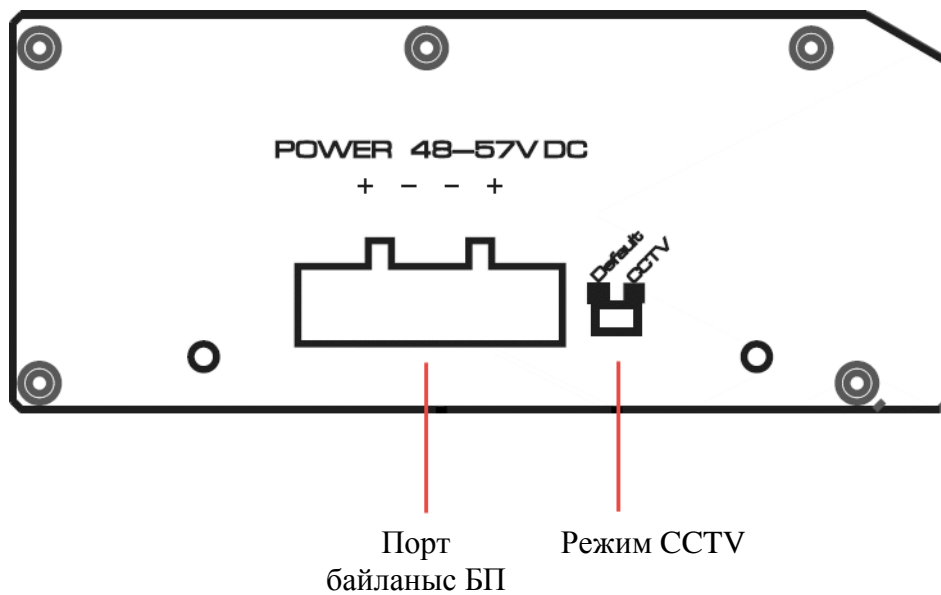 POWER 48–57V DC
+ – – +
Default
CCTV
Порт
байланыс БП
Режим CCTV